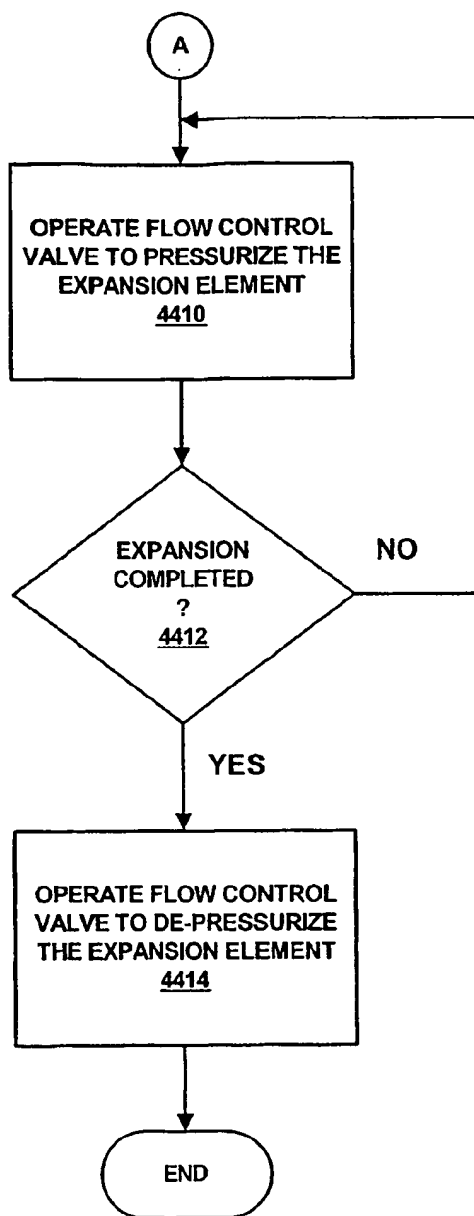 A
OPERATE FLOW CONTROL
VALVE TO PRESSURIZE THE
EXPANSION ELEMENT
4410
EXPANSION
COMPLETED
?
4412
NO
YES
OPERATE FLOW CONTROL
VALVE TO DE-PRESSURIZE
THE EXPANSION ELEMENT
4414
END